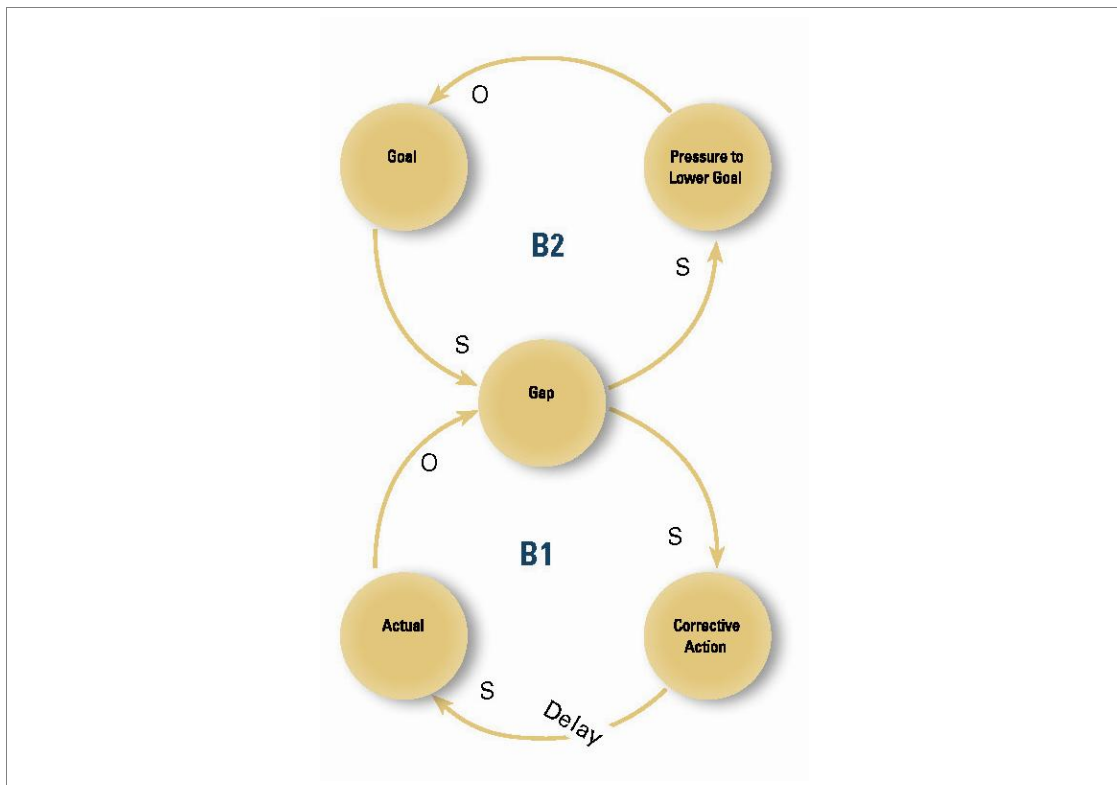 O
Goal
Pressure to
Lower Goal
B2
S
S
Gap
O
S
B1
Actual
Corrective
Action
S
Delay